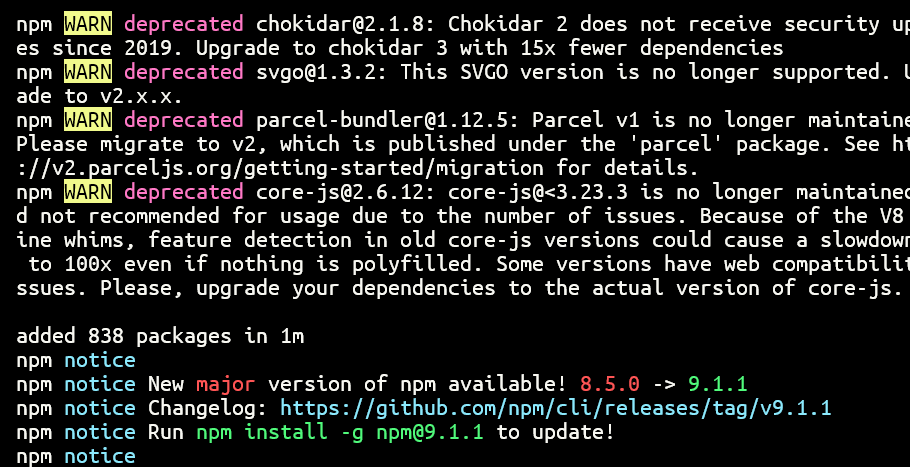 npm WARN deprecated chokidar@2.1.8: Chokidar 2 does not receive security up
es since 2019. Upgrade to chokidar 3 with 15x fewer dependencies
npm WARN deprecated svgo@1.3.2: This SVGO version is no longer supported. U
ade to v2.x.x.
npm WARN deprecated parcel-bundler@1.12.5: Parcel v1 is no longer maintaine
Please migrate to v2, which is published under the 'parcel' package. See ht
://v2.parceljs.org/getting-started/migration for details.
npm WARN deprecated core-js@2.6.12: core-js@<3.23.3 is no longer maintained
d not recommended for usage due to the number of issues. Because of the V8
ine whims, feature detection in old core-js versions could cause a slowdown
to 100x even if nothing is polyfilled. Some versions have web compatibilit
ssues. Please, upgrade your dependencies to the actual version of core-js.
added 838 packages in 1m
npm notice
npm notice New major version of npm available! 8.5.0 -> 9.1.1
npm notice Changelog: https://github.com/npm/cli/releases/tag/v9.1.1
npm notice Run npm install -g npm@9.1.1 to update!
npm notice